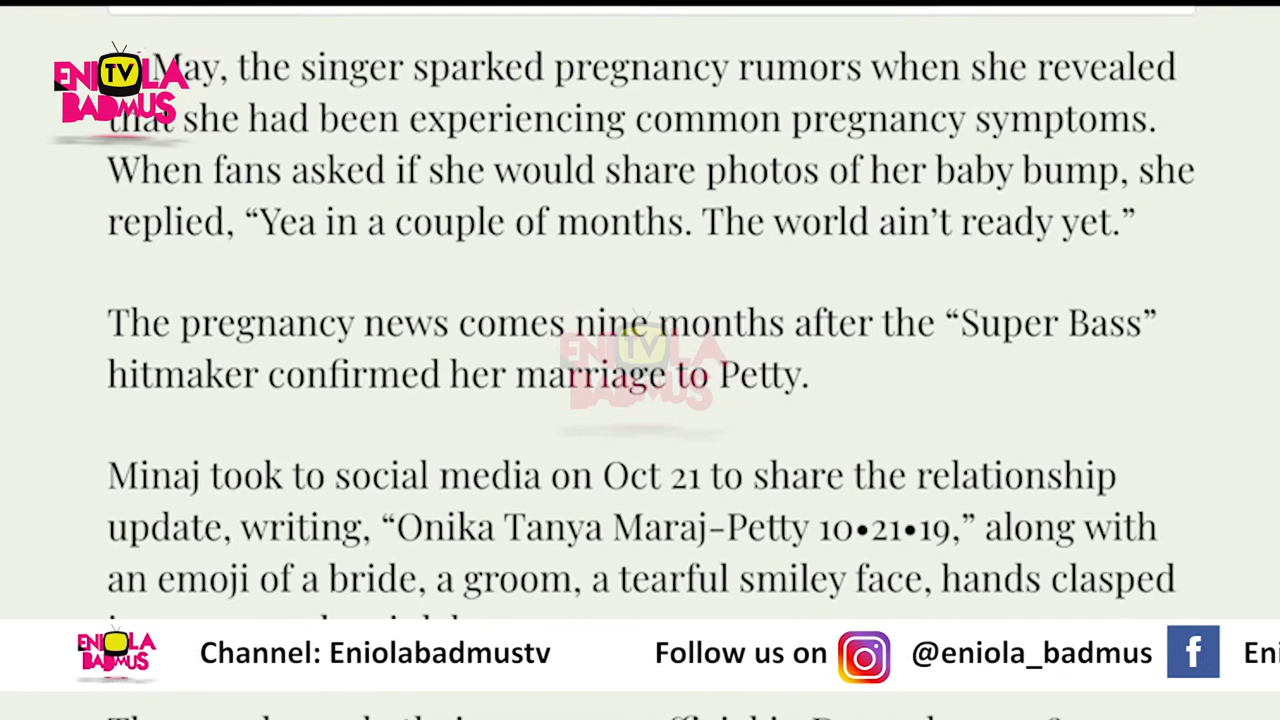 ENIOLA
TV
BADMUS
May, the singer sparked pregnancy rumors when she revealed
that she had been experiencing common pregnancy symptoms.
When fans asked if she would share photos of her baby bump, she
replied, “Yea in a couple of months. The world ain’t ready yet.”
The pregnancy news comes nine months after the “Super Bass”
hitmaker confirmed her marriage to Petty.
ENIOLA
TV
BADMUS
Minaj took to social media on Oct 21 to share the relationship
update, writing, “Onika Tanya Maraj-Petty 10•21•19,” along with
an emoji of a bride, a groom, a tearful smiley face, hands clasped
ENIOLA
BADMUS
Channel: Eniolabadmustv
Follow us on
@eniola_badmus
f